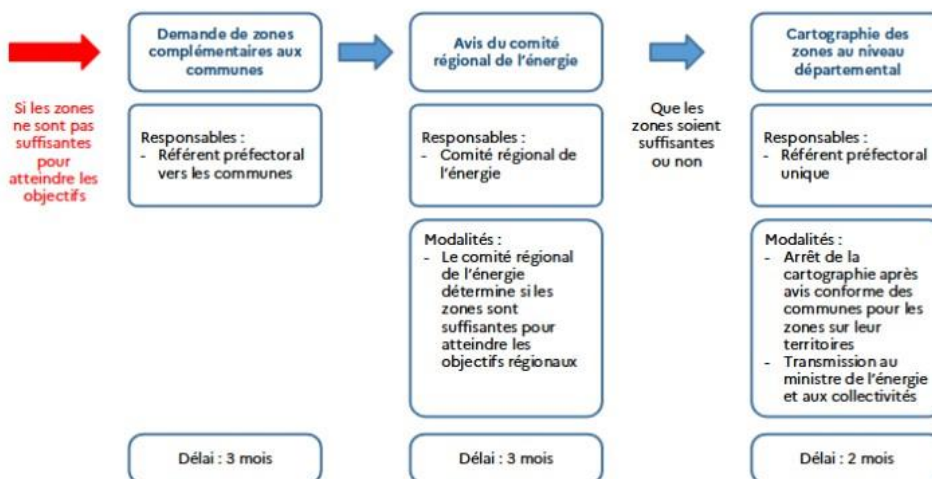 Si les zones
ne sont pas
suffisantes
pour
atteindre les
objectifs
Demande de zones
complémentaires aux
communes
Responsables :
- Référent préfectoral
vers les communes
Délai : 3 mois
Avis du comité
régional de l'énergie
Responsables :
- Comité régional de
l'énergie
Modalités :
- Le comité régional
de l'énergie
détermine si les
zones sont
suffisantes pour
atteindre les
objectifs régionaux
Délai : 3 mois
Que les
zones soient
suffisantes
ou non
Cartographie des
zones au niveau
départemental
Responsables :
- Référent préfectoral
unique
Modalités :
- Arrêt de la
cartographie après
avis conforme des
communes pour les
zones sur leur
territoires
- Transmission au
ministre de l'énergie
et aux collectivités
Délai : 2 mois